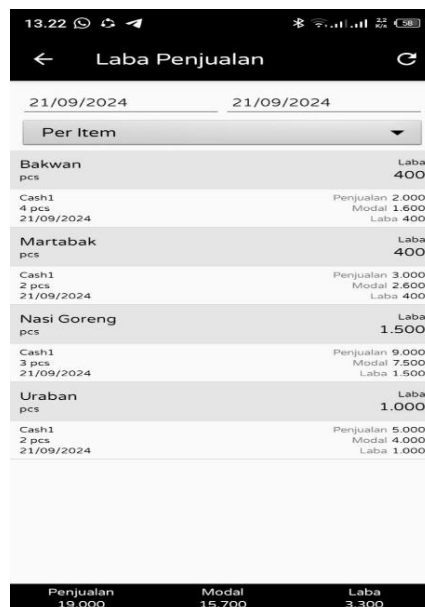 13.22 58
Laba Penjualan
21/09/2024 21/09/2024
Per Item
Bakwan Laba
pcs 400
Cash1 Penjualan 2.000
4 pcs Modal 1.600
21/09/2024 Laba 400
Martabak Laba
pcs 400
Cash1 Penjualan 3.000
2 pcs Modal 2.600
21/09/2024 Laba 400
Nasi Goreng Laba
pcs 1.500
Cash1 Penjualan 9.000
3 pcs Modal 7.500
21/09/2024 Laba 1.500
Uraban Laba
pcs 1.000
Cash1 Penjualan 5.000
2 pcs Modal 4.000
21/09/2024 Laba 1.000
Penjualan Modal Laba
19.000 15.700 3.300